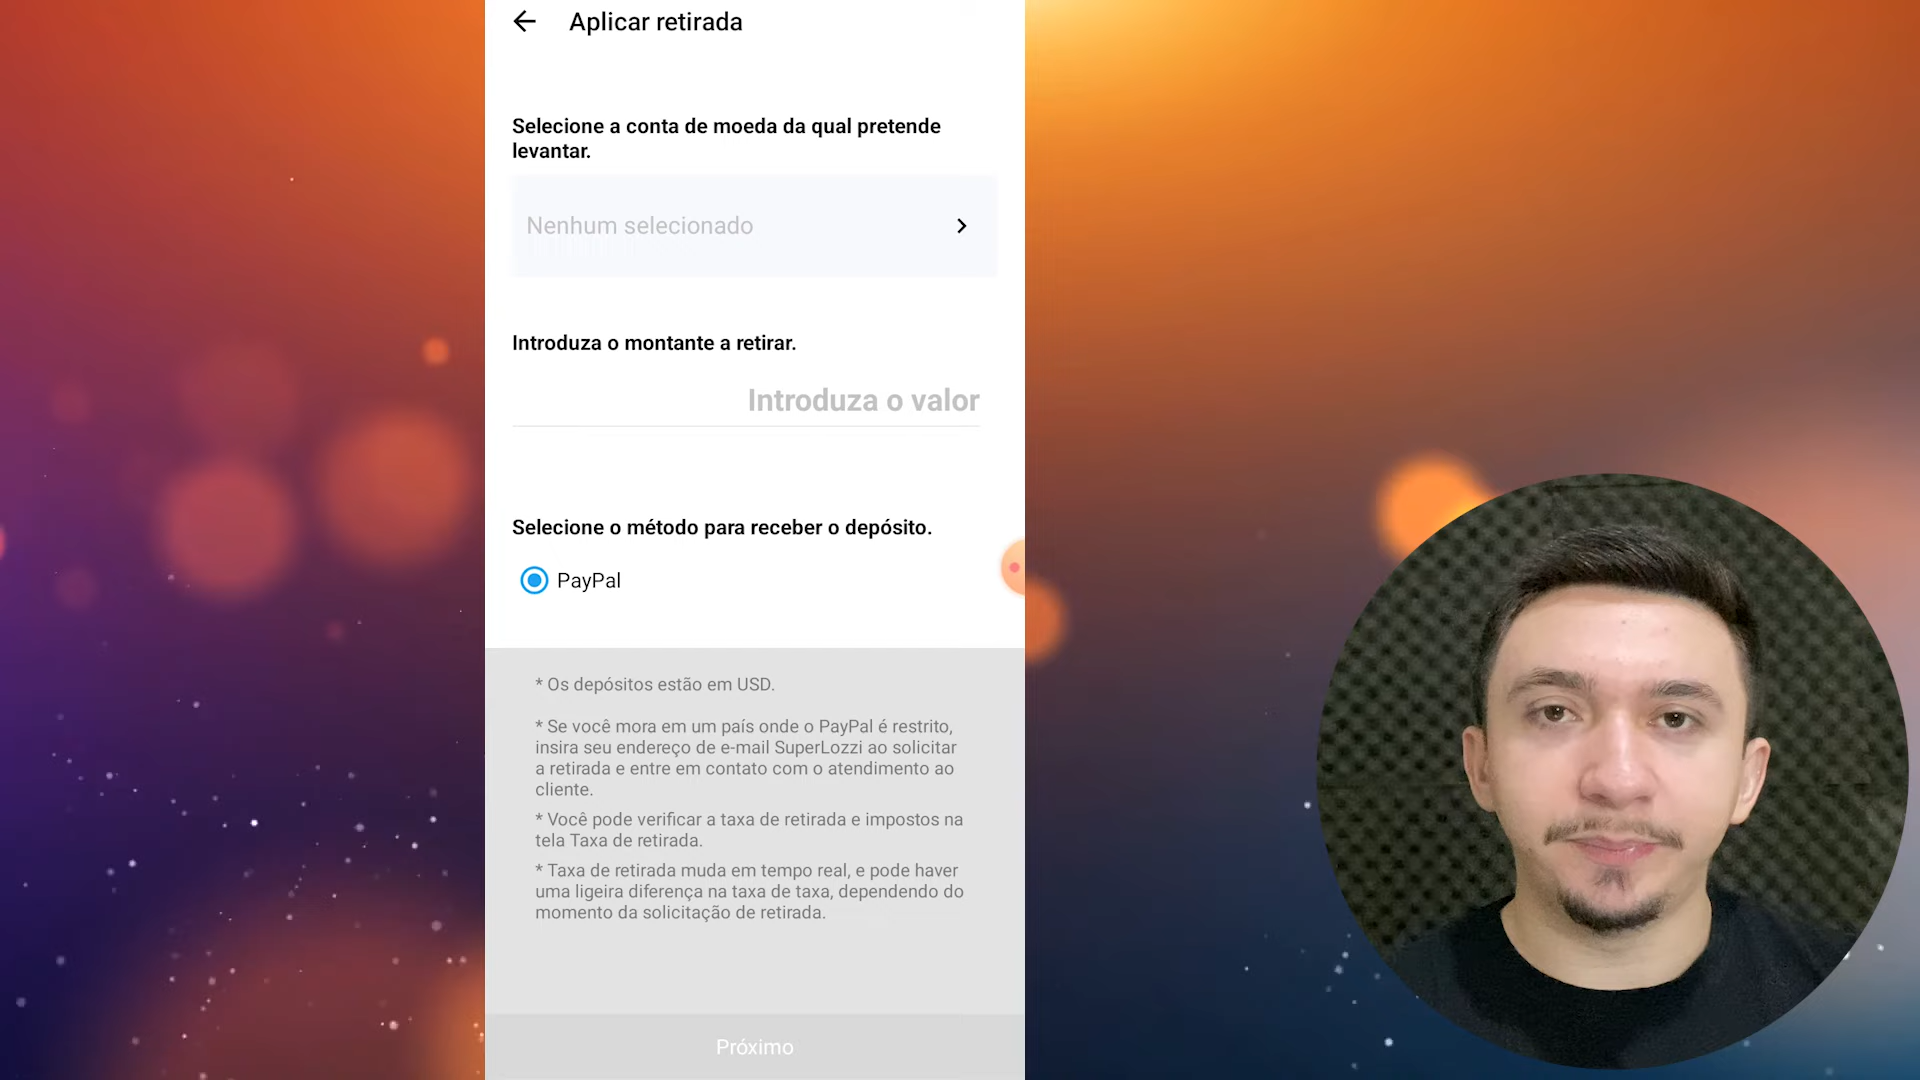 Aplicar retirada
Selecione a conta de moeda da qual pretende
levantar.
Nenhum selecionado
Introduza o montante a retirar.
Introduza o valor
Selecione o método para receber o depósito.
PayPal
* Os depósitos estão em USD.
* Se você mora em um país onde o PayPal é restrito,
insira seu endereço de e-mail SuperLozzi ao solicitar
a retirada e entre em contato com o atendimento ao
cliente.
* Você pode verificar a taxa de retirada e impostos na
tela Taxa de retirada.
* Taxa de retirada muda em tempo real, e pode haver
uma ligeira diferença na taxa de taxa, dependendo do
momento da solicitação de retirada.
Próximo